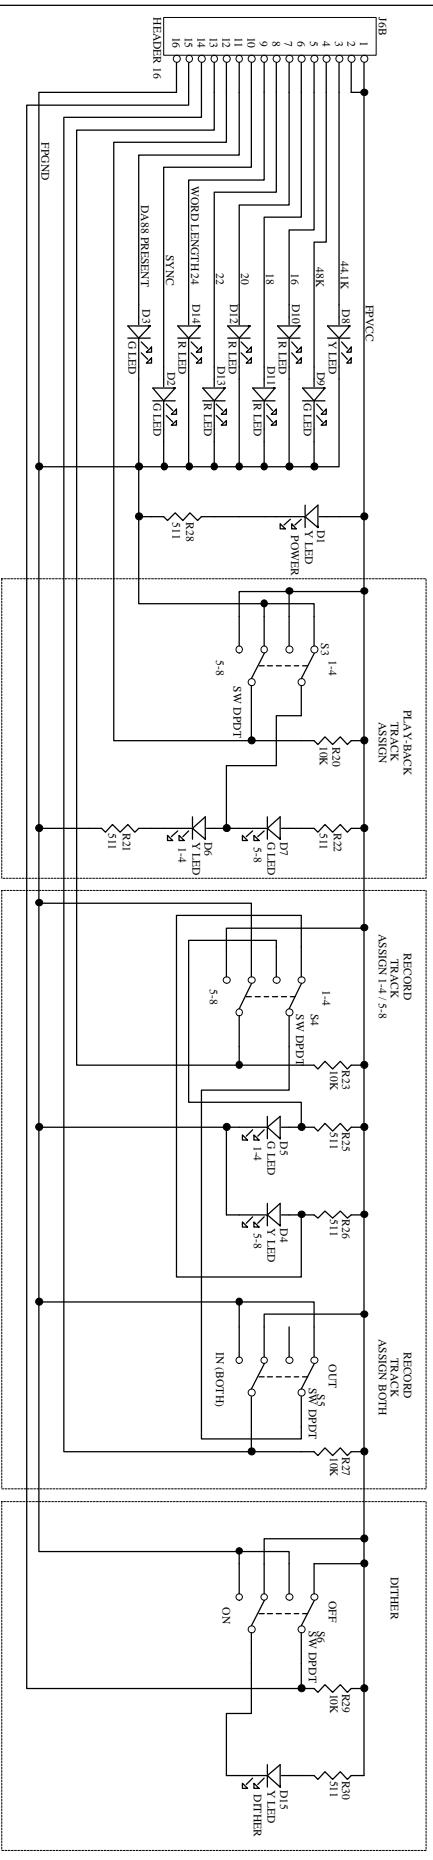 J6B
1
2
3
4
5
6
7
8
9
10
11
12
13
14
15
16
HEADER 16
FPVCC
FPGND
44.1K
48K
16
18
20
22
WORD LENGTH 24
SYNC
DA88 PRESENT
D8
Y LED
D9
G LED
D10
R LED
D11
R LED
D12
R LED
D13
R LED
D14
R LED
D2
G LED
D3
G LED
D1
Y LED
POWER
R28
511
PLAY-BACK
TRACK
ASSIGN
S3
1-4
5-8
SW DPDT
R20
10K
R22
511
D7
G LED
5-8
D6
Y LED
1-4
R21
511
RECORD
TRACK
ASSIGN 1-4 / 5-8
1-4
S4
SW DPDT
5-8
R23
10K
R25
511
D5
G LED
1-4
R26
511
D4
Y LED
5-8
RECORD
TRACK
ASSIGN BOTH
OUT
S5
SW DPDT
IN (BOTH)
R27
10K
DITHER
OFF
S6
SW DPDT
ON
R29
10K
R30
511
D15
Y LED
DITHER